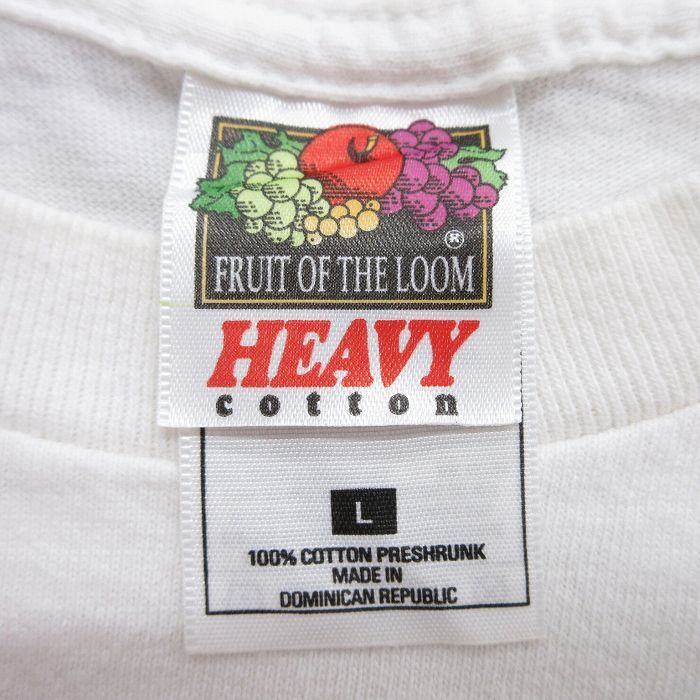 ®
FRUIT OF THE LOOM
HEAVY
cotton
L
100% COTTON PRESHRUNK
MADE IN
DOMINICAN REPUBLIC